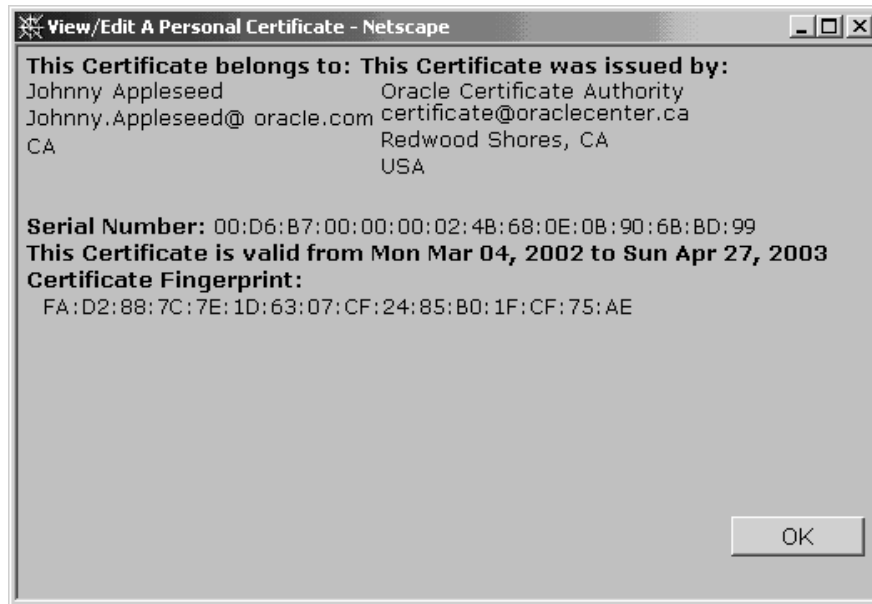 View/Edit A Personal Certificate - Netscape
This Certificate belongs to: This Certificate was issued by:
Johnny Appleseed Oracle Certificate Authority
Johnny.Appleseed@ oracle.com certificate@oraclecenter.ca
CA Redwood Shores, CA
USA
Serial Number: 00:D6:B7:00:00:00:02:4B:68:0E:0B:90:6B:BD:99
This Certificate is valid from Mon Mar 04, 2002 to Sun Apr 27, 2003
Certificate Fingerprint:
FA:D2:88:7C:7E:1D:63:07:CF:24:85:B0:1F:CF:75:AE
OK